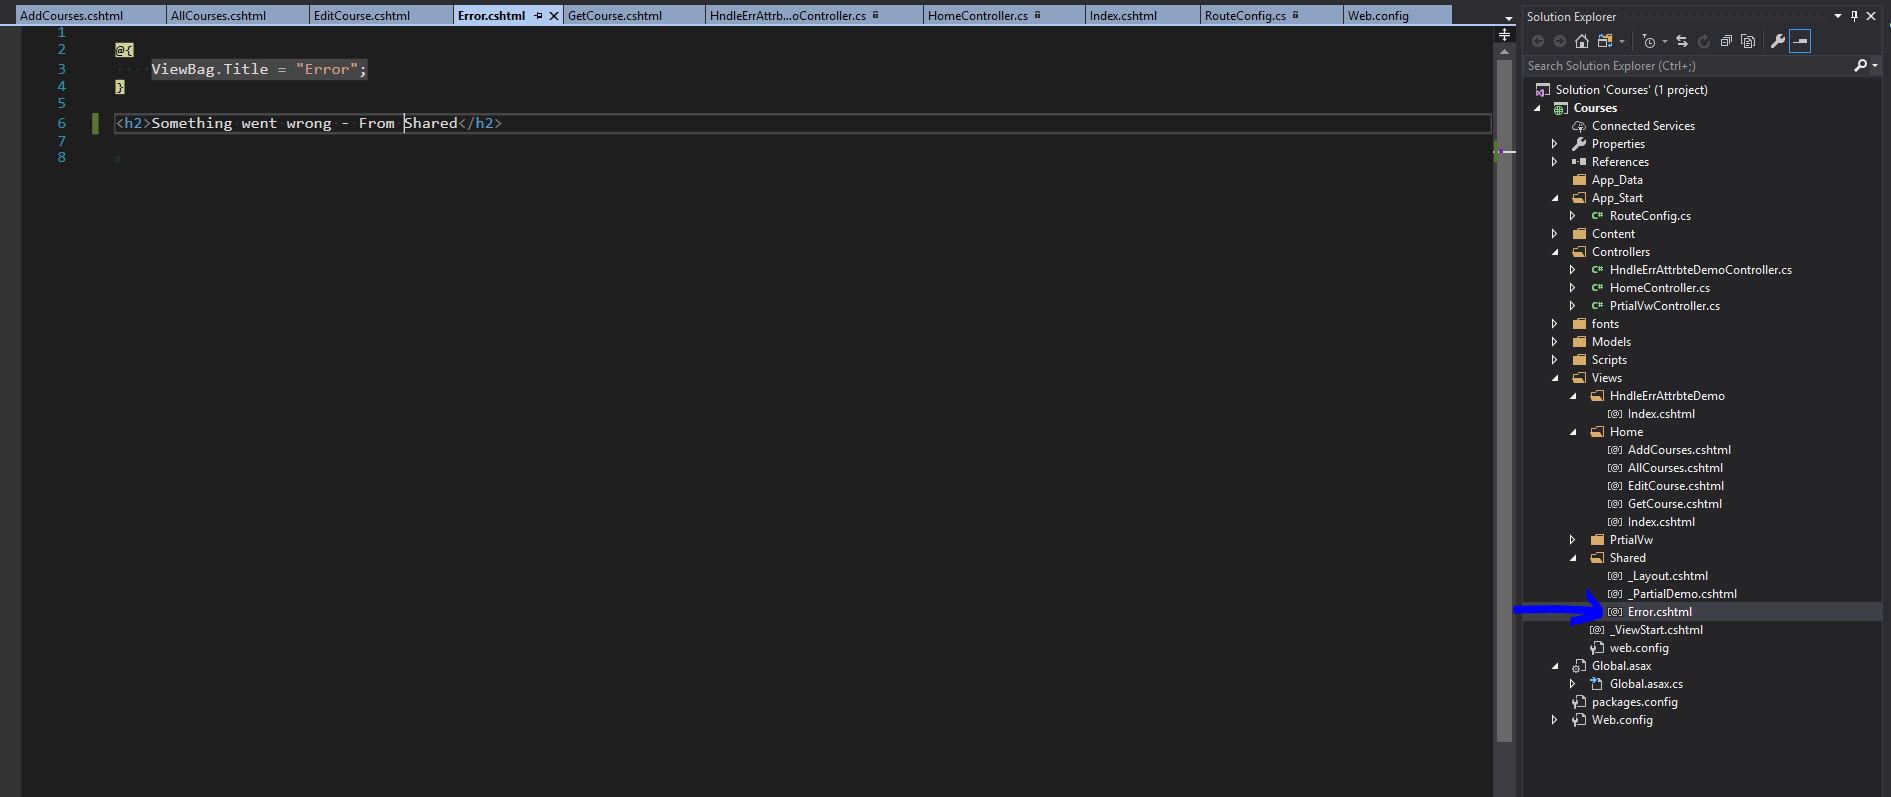 AddCourses.cshtml AllCourses.cshtml EditCourse.cshtml Error.cshtml GetCourse.cshtml HndleErrAttrb...oController.cs HomeController.cs Index.cshtml RouteConfig.cs Web.config
1
2 @{
3 ViewBag.Title = "Error";
4 }
5
6 <h2>Something went wrong - From Shared</h2>
7
8
Solution Explorer
Search Solution Explorer (Ctrl+;)
Solution 'Courses' (1 project)
Courses
Connected Services
Properties
References
App_Data
App_Start
C# RouteConfig.cs
Content
Controllers
C# HndleErrAttrbteDemoController.cs
C# HomeController.cs
C# PrtialVwController.cs
fonts
Models
Scripts
Views
HndleErrAttrbteDemo
[@] Index.cshtml
Home
[@] AddCourses.cshtml
[@] AllCourses.cshtml
[@] EditCourse.cshtml
[@] GetCourse.cshtml
[@] Index.cshtml
PrtialVw
Shared
[@] _Layout.cshtml
[@] _PartialDemo.cshtml
[@] Error.cshtml
[@] _ViewStart.cshtml
web.config
Global.asax
Global.asax.cs
packages.config
Web.config